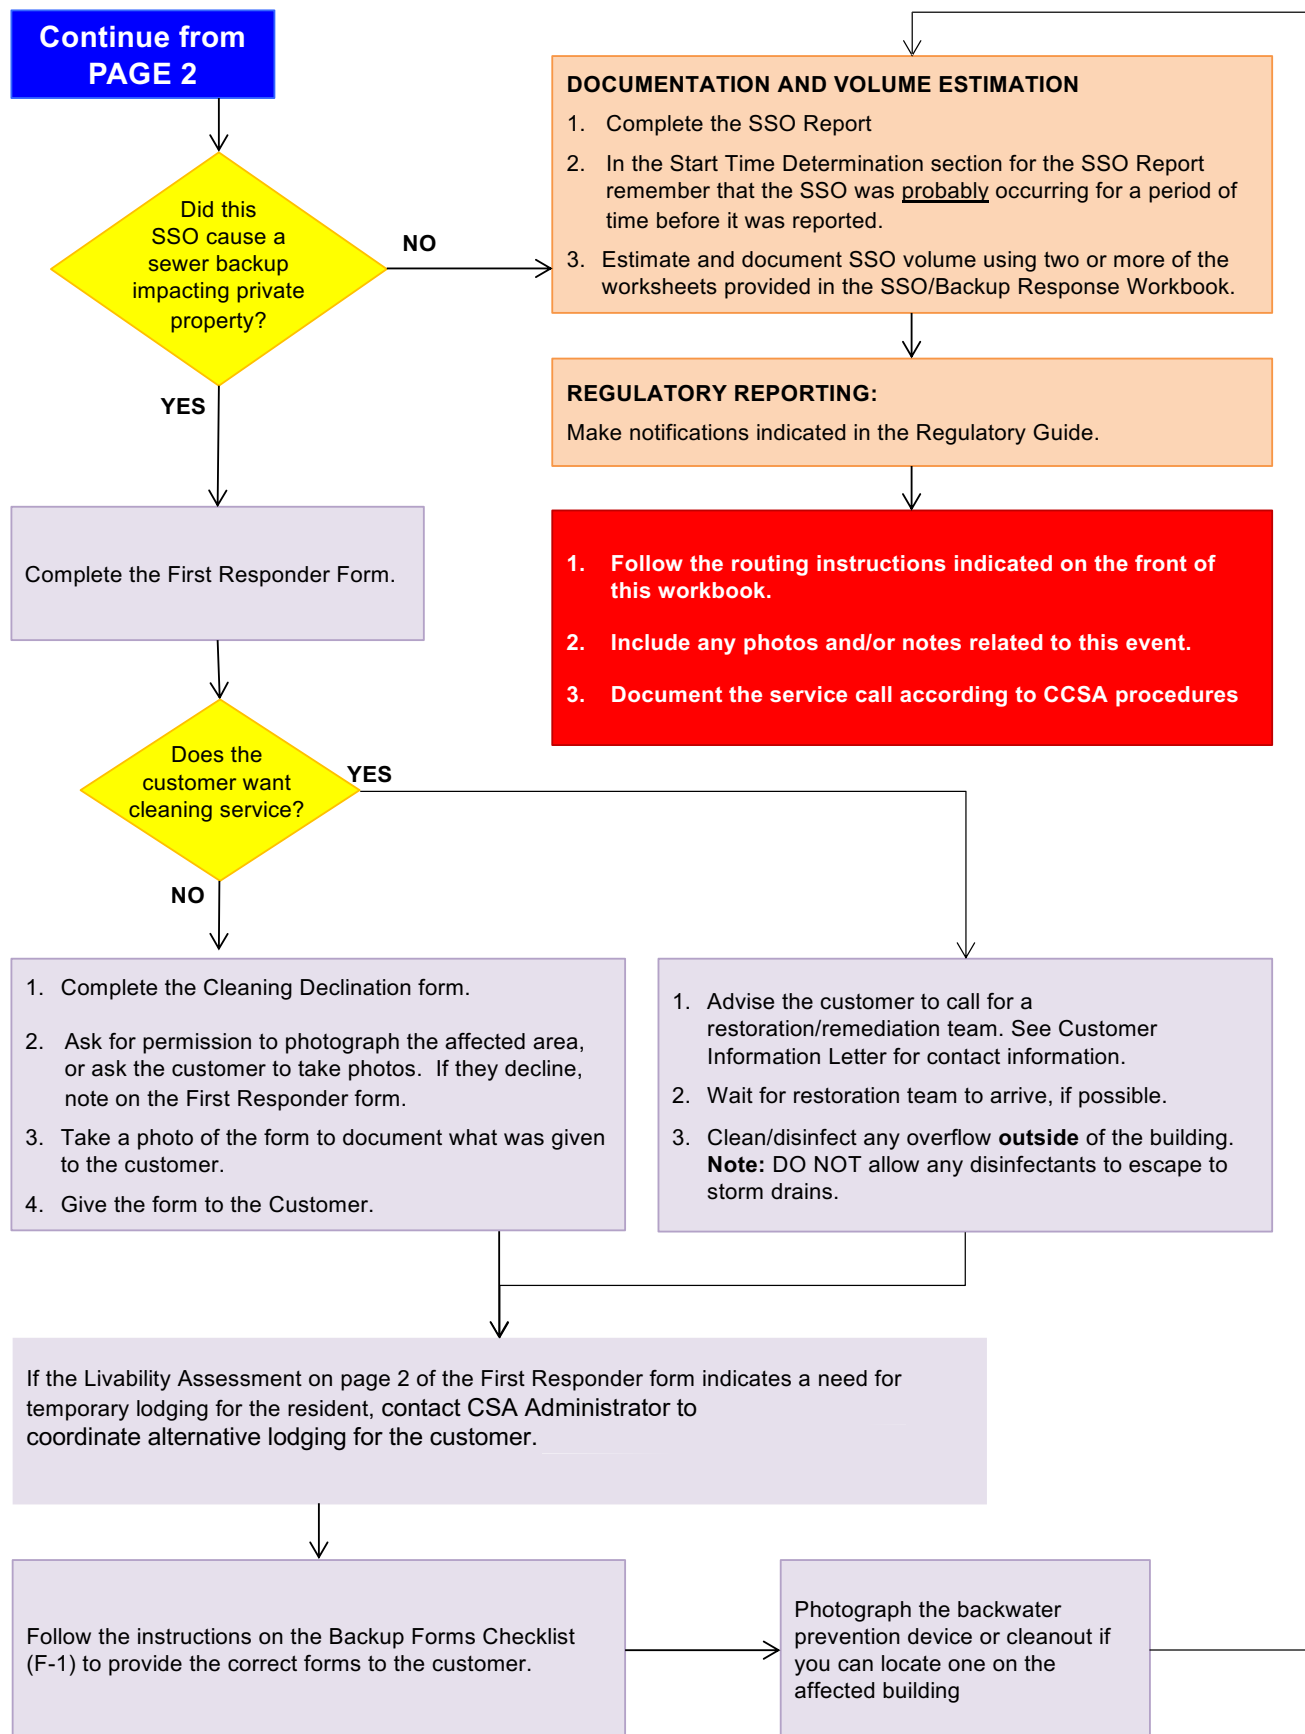 Continue from
PAGE 2
Did this
SSO cause a
sewer backup
impacting private
property?
NO
YES
DOCUMENTATION AND VOLUME ESTIMATION
1. Complete the SSO Report
2. In the Start Time Determination section for the SSO Report
remember that the SSO was probably occurring for a period of
time before it was reported.
3. Estimate and document SSO volume using two or more of the
worksheets provided in the SSO/Backup Response Workbook.
REGULATORY REPORTING:
Make notifications indicated in the Regulatory Guide.
1. Follow the routing instructions indicated on the front of
this workbook.
2. Include any photos and/or notes related to this event.
3. Document the service call according to CCSA procedures
Complete the First Responder Form.
Does the
customer want
cleaning service?
YES
NO
1. Complete the Cleaning Declination form.
2. Ask for permission to photograph the affected area,
or ask the customer to take photos. If they decline,
note on the First Responder form.
3. Take a photo of the form to document what was given
to the customer.
4. Give the form to the Customer.
1. Advise the customer to call for a
restoration/remediation team. See Customer
Information Letter for contact information.
2. Wait for restoration team to arrive, if possible.
3. Clean/disinfect any overflow outside of the building.
Note: DO NOT allow any disinfectants to escape to
storm drains.
If the Livability Assessment on page 2 of the First Responder form indicates a need for
temporary lodging for the resident, contact CSA Administrator to
coordinate alternative lodging for the customer.
Follow the instructions on the Backup Forms Checklist
(F-1) to provide the correct forms to the customer.
Photograph the backwater
prevention device or cleanout if
you can locate one on the
affected building